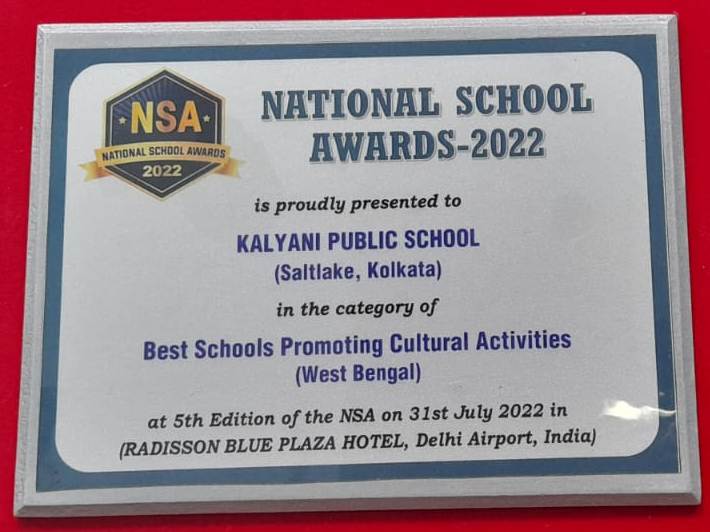 NSA
NATIONAL SCHOOL AWARDS
2022
NATIONAL SCHOOL
AWARDS-2022
is proudly presented to
KALYANI PUBLIC SCHOOL
(Saltlake, Kolkata)
in the category of
Best Schools Promoting Cultural Activities
(West Bengal)
at 5th Edition of the NSA on 31st July 2022 in
(RADISSON BLUE PLAZA HOTEL, Delhi Airport, India)